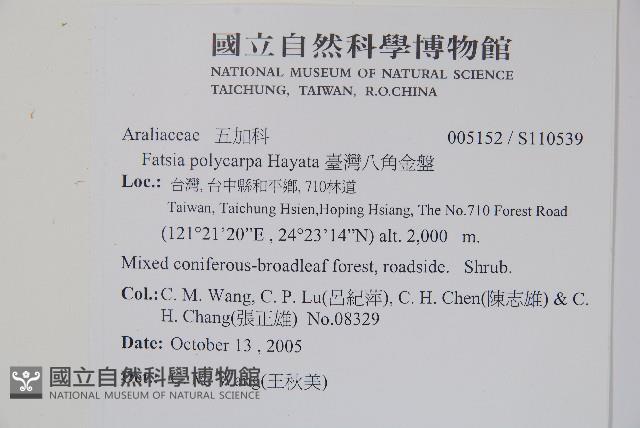 國立自然科學博物館
NATIONAL MUSEUM OF NATURAL SCIENCE
TAICHUNG, TAIWAN, R.O.CHINA
Araliaceae 五加科 005152 / S110539
Fatsia polycarpa Hayata 臺灣八角金盤
Loc.: 台灣, 台中縣和平鄉, 710林道
Taiwan, Taichung Hsien,Hoping Hsiang, The No.710 Forest Road
(121°21'20”E , 24°23'14”N) alt. 2,000 m.
Mixed coniferous-broadleaf forest, roadside. Shrub.
Col.: C. M. Wang, C. P. Lu(呂紀萍), C. H. Chen(陳志雄) & C.
H. Chang(張正雄) No.08329
Date: October 13 , 2005
(王秋美)
國立自然科學博物館
NATIONAL MUSEUM OF NATURAL SCIENCE